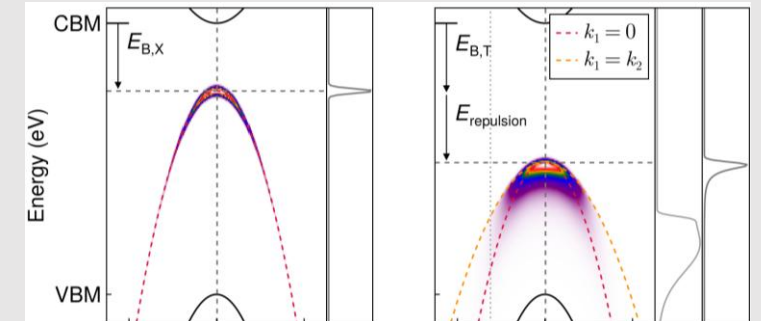 CBM
E_B,X
E_B,T
E_repulsion
k_1 = 0
k_1 = k_2
Energy (eV)
VBM